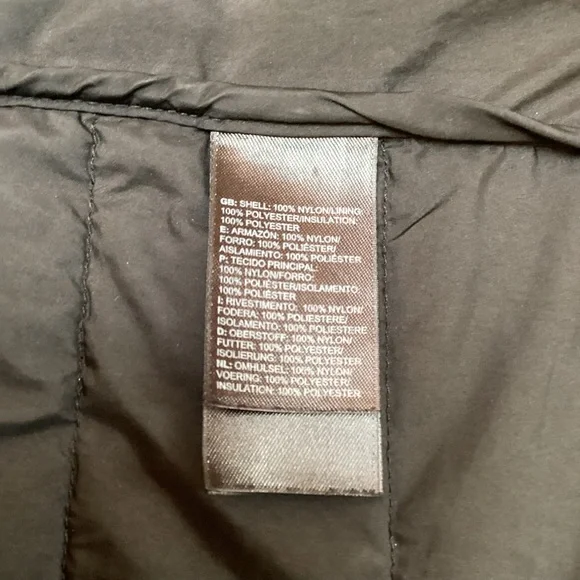 GB: SHELL: 100% NYLON/LINING:
100% POLYESTER/INSULATION:
100% POLYESTER
E: ARMAZÓN: 100% NYLON/
FORRO: 100% POLIÉSTER/
AISLAMIENTO: 100% POLIÉSTER
P: TECIDO PRINCIPAL:
100% NYLON/FORRO:
100% POLIÉSTER/ISOLAMENTO:
100% POLIÉSTER
I: RIVESTIMENTO: 100% NYLON/
FODERA: 100% POLIESTERE/
ISOLAMENTO: 100% POLIESTERE
D: OBERSTOFF: 100% NYLON/
FUTTER: 100% POLYESTER/
ISOLIERUNG: 100% POLYESTER
NL: OMHULSEL: 100% NYLON/
VOERING: 100% POLYESTER/
INSULATION: 100% POLYESTER